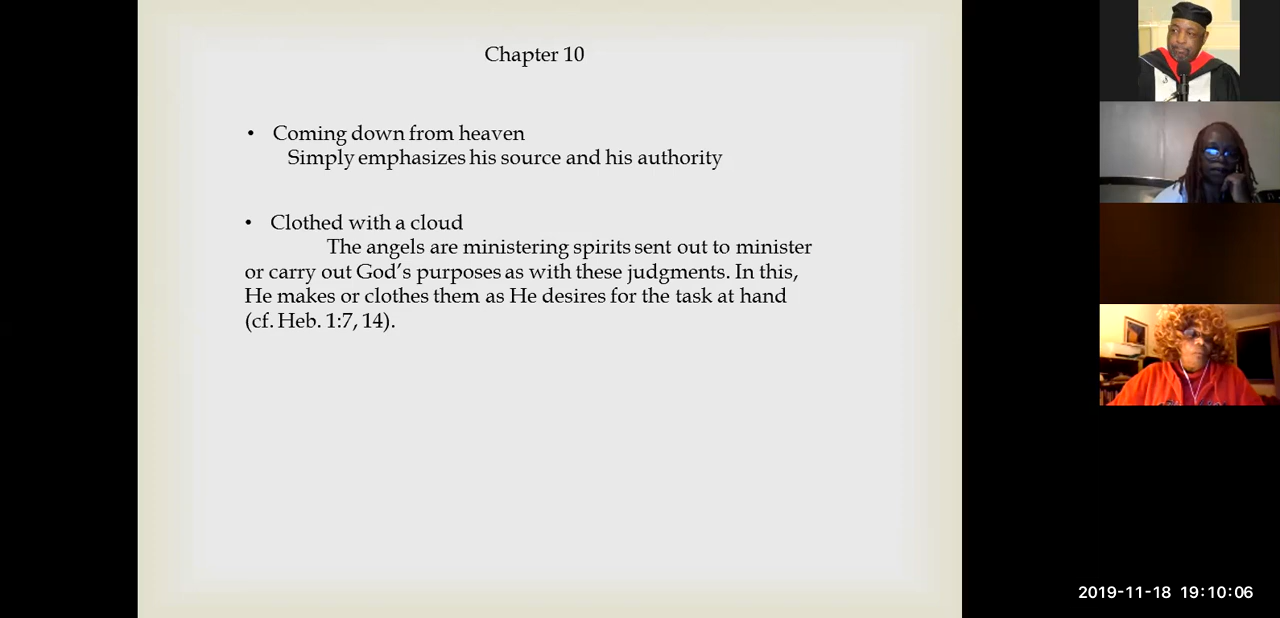 Chapter 10
• Coming down from heaven
Simply emphasizes his source and his authority
• Clothed with a cloud
The angels are ministering spirits sent out to minister
or carry out God’s purposes as with these judgments. In this,
He makes or clothes them as He desires for the task at hand
(cf. Heb. 1:7, 14).
2019-11-18 19:10:06